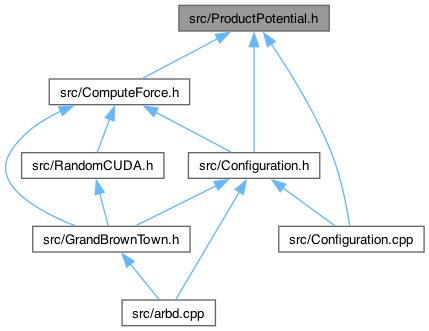 src/ProductPotential.h
src/ComputeForce.h
src/RandomCUDA.h
src/Configuration.h
src/GrandBrownTown.h
src/Configuration.cpp
src/arbd.cpp